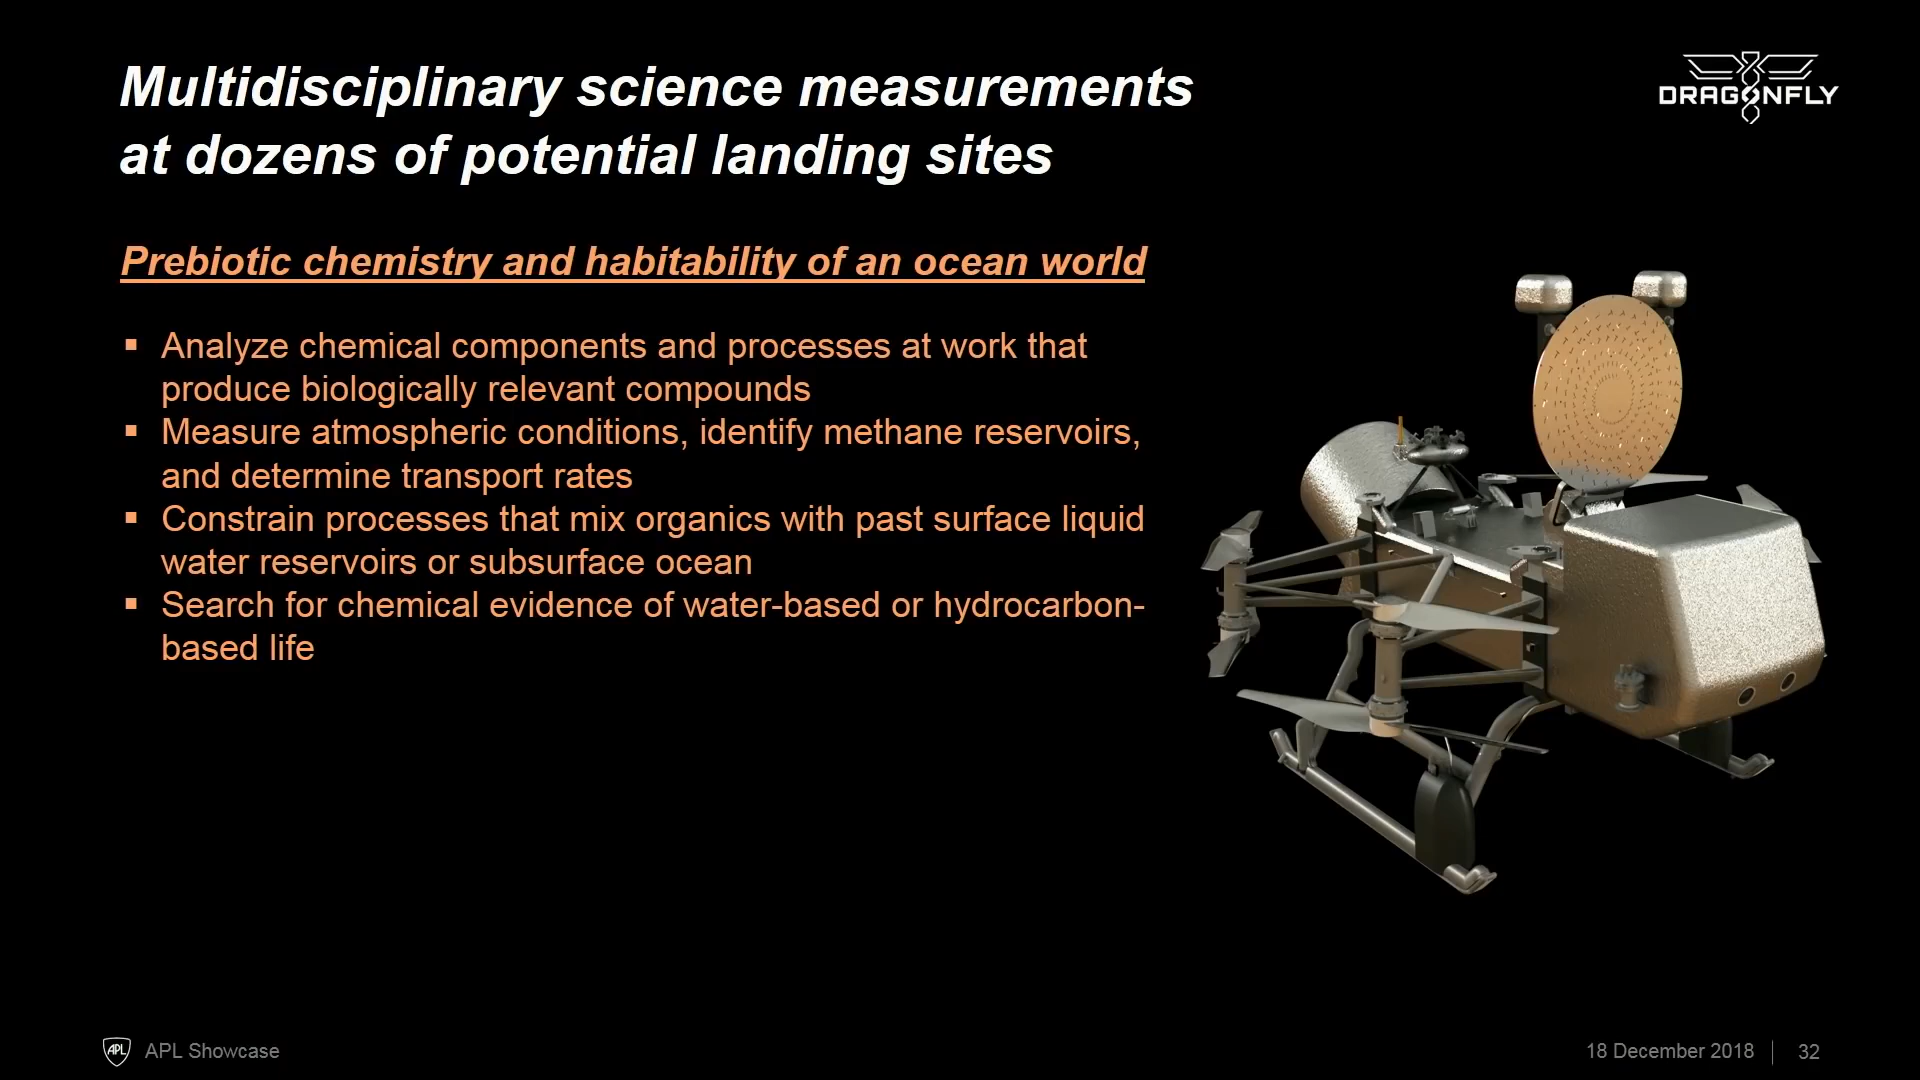 Multidisciplinary science measurements
at dozens of potential landing sites
DRAGONFLY
Prebiotic chemistry and habitability of an ocean world
▪ Analyze chemical components and processes at work that
produce biologically relevant compounds
▪ Measure atmospheric conditions, identify methane reservoirs,
and determine transport rates
▪ Constrain processes that mix organics with past surface liquid
water reservoirs or subsurface ocean
▪ Search for chemical evidence of water-based or hydrocarbon-
based life
APL APL Showcase
18 December 2018 | 32